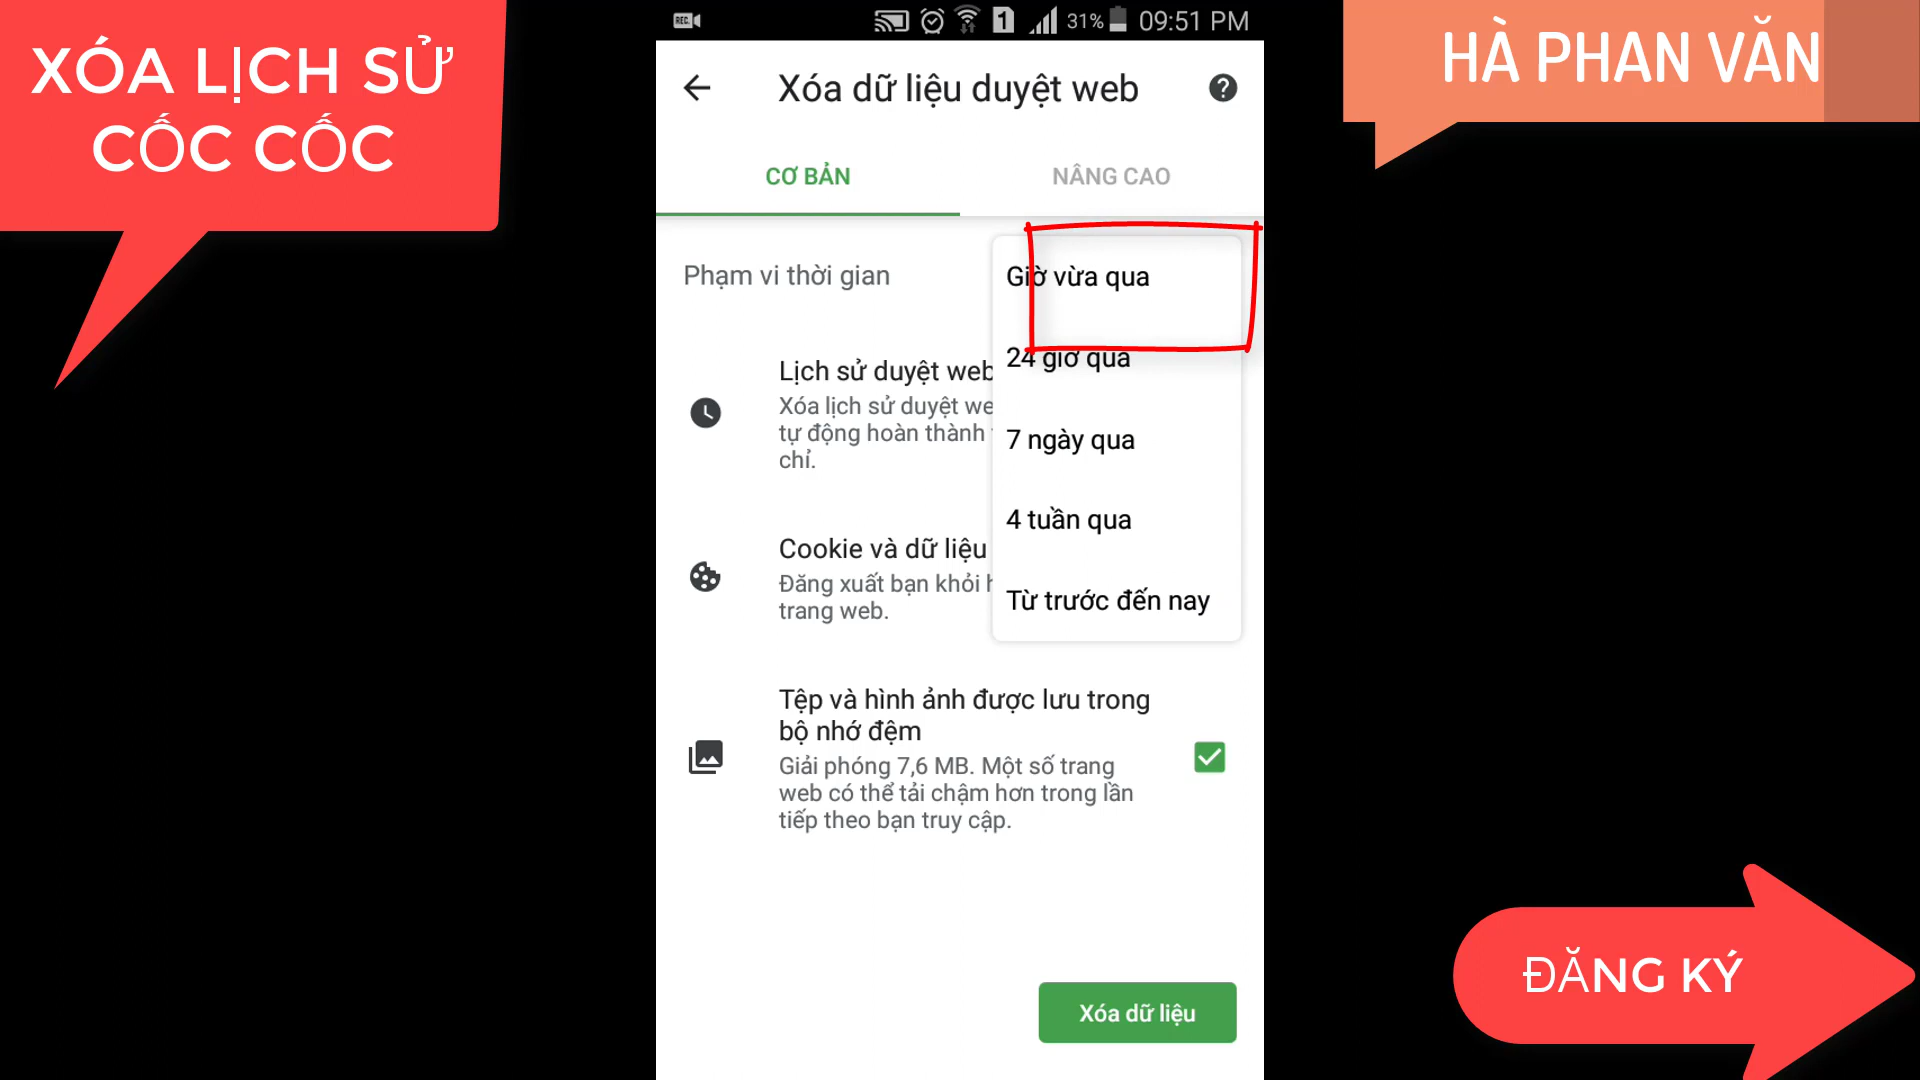 XÓA LỊCH SỬ
CỐC CỐC
HÀ PHAN VĂN
REC
1
31%
09:51 PM
Xóa dữ liệu duyệt web
CƠ BẢN
NÂNG CAO
Phạm vi thời gian
Giờ vừa qua
24 giờ qua
7 ngày qua
4 tuần qua
Từ trước đến nay
Lịch sử duyệt web
Xóa lịch sử duyệt we
tự động hoàn thành
chỉ.
Cookie và dữ liệu
Đăng xuất bạn khỏi
trang web.
Tệp và hình ảnh được lưu trong
bộ nhớ đệm
Giải phóng 7,6 MB. Một số trang
web có thể tải chậm hơn trong lần
tiếp theo bạn truy cập.
Xóa dữ liệu
ĐĂNG KÝ